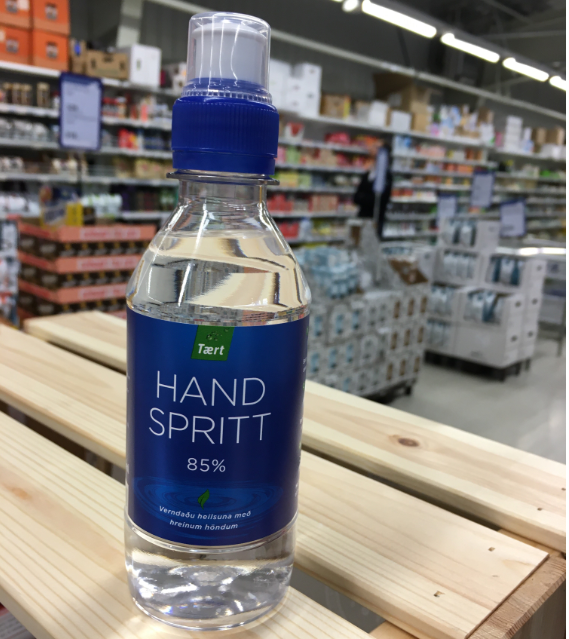 Tært
HAND
SPRITT
85%
Verndaðu heilsuna með
hreinum höndum